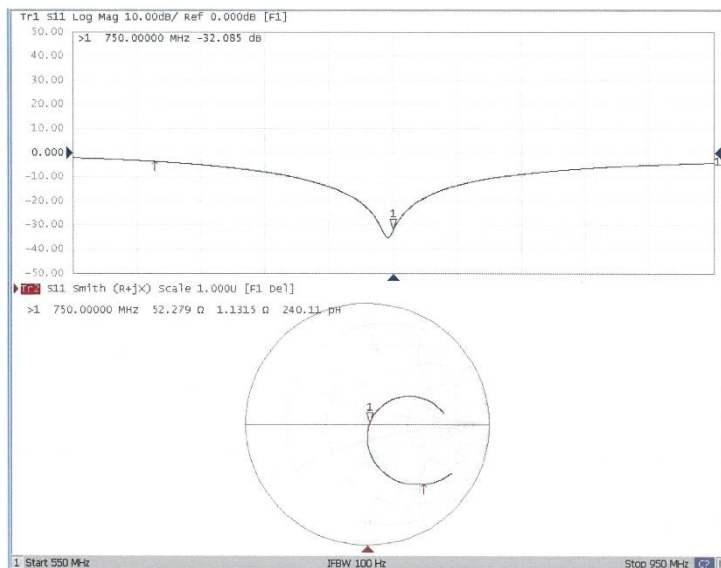 Tr1 S11 Log Mag 10.00dB/ Ref 0.000dB [F1]
50.00
>1 750.00000 MHz -32.085 dB
40.00
30.00
20.00
10.00
0.000
1
-10.00
-20.00
1
-30.00
-40.00
-50.00
Tr2 S11 Smith (R+jX) Scale 1.000U [F1 Del]
>1 750.00000 MHz 52.279 Ω 1.1315 Ω 240.11 pH
1
1 Start 550 MHz IFBW 100 Hz Stop 950 MHz C?